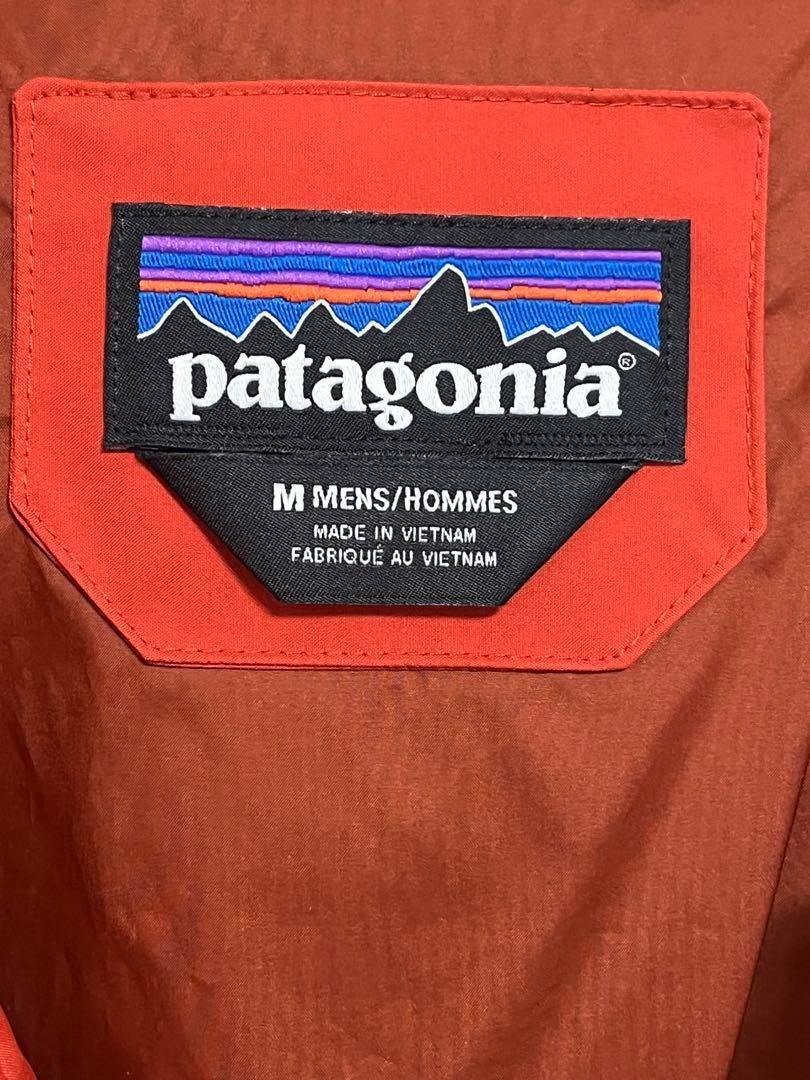 patagonia®
M MENS/HOMMES
MADE IN VIETNAM
FABRIQUÉ AU VIETNAM